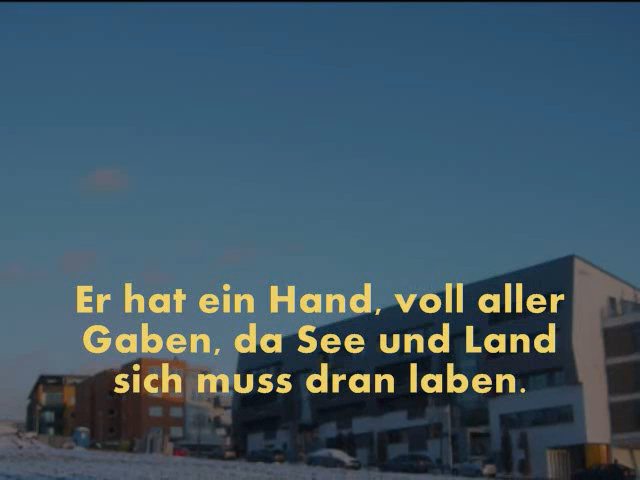 Er hat ein Hand, voll aller
Gaben, da See und Land
sich muss dran laben.